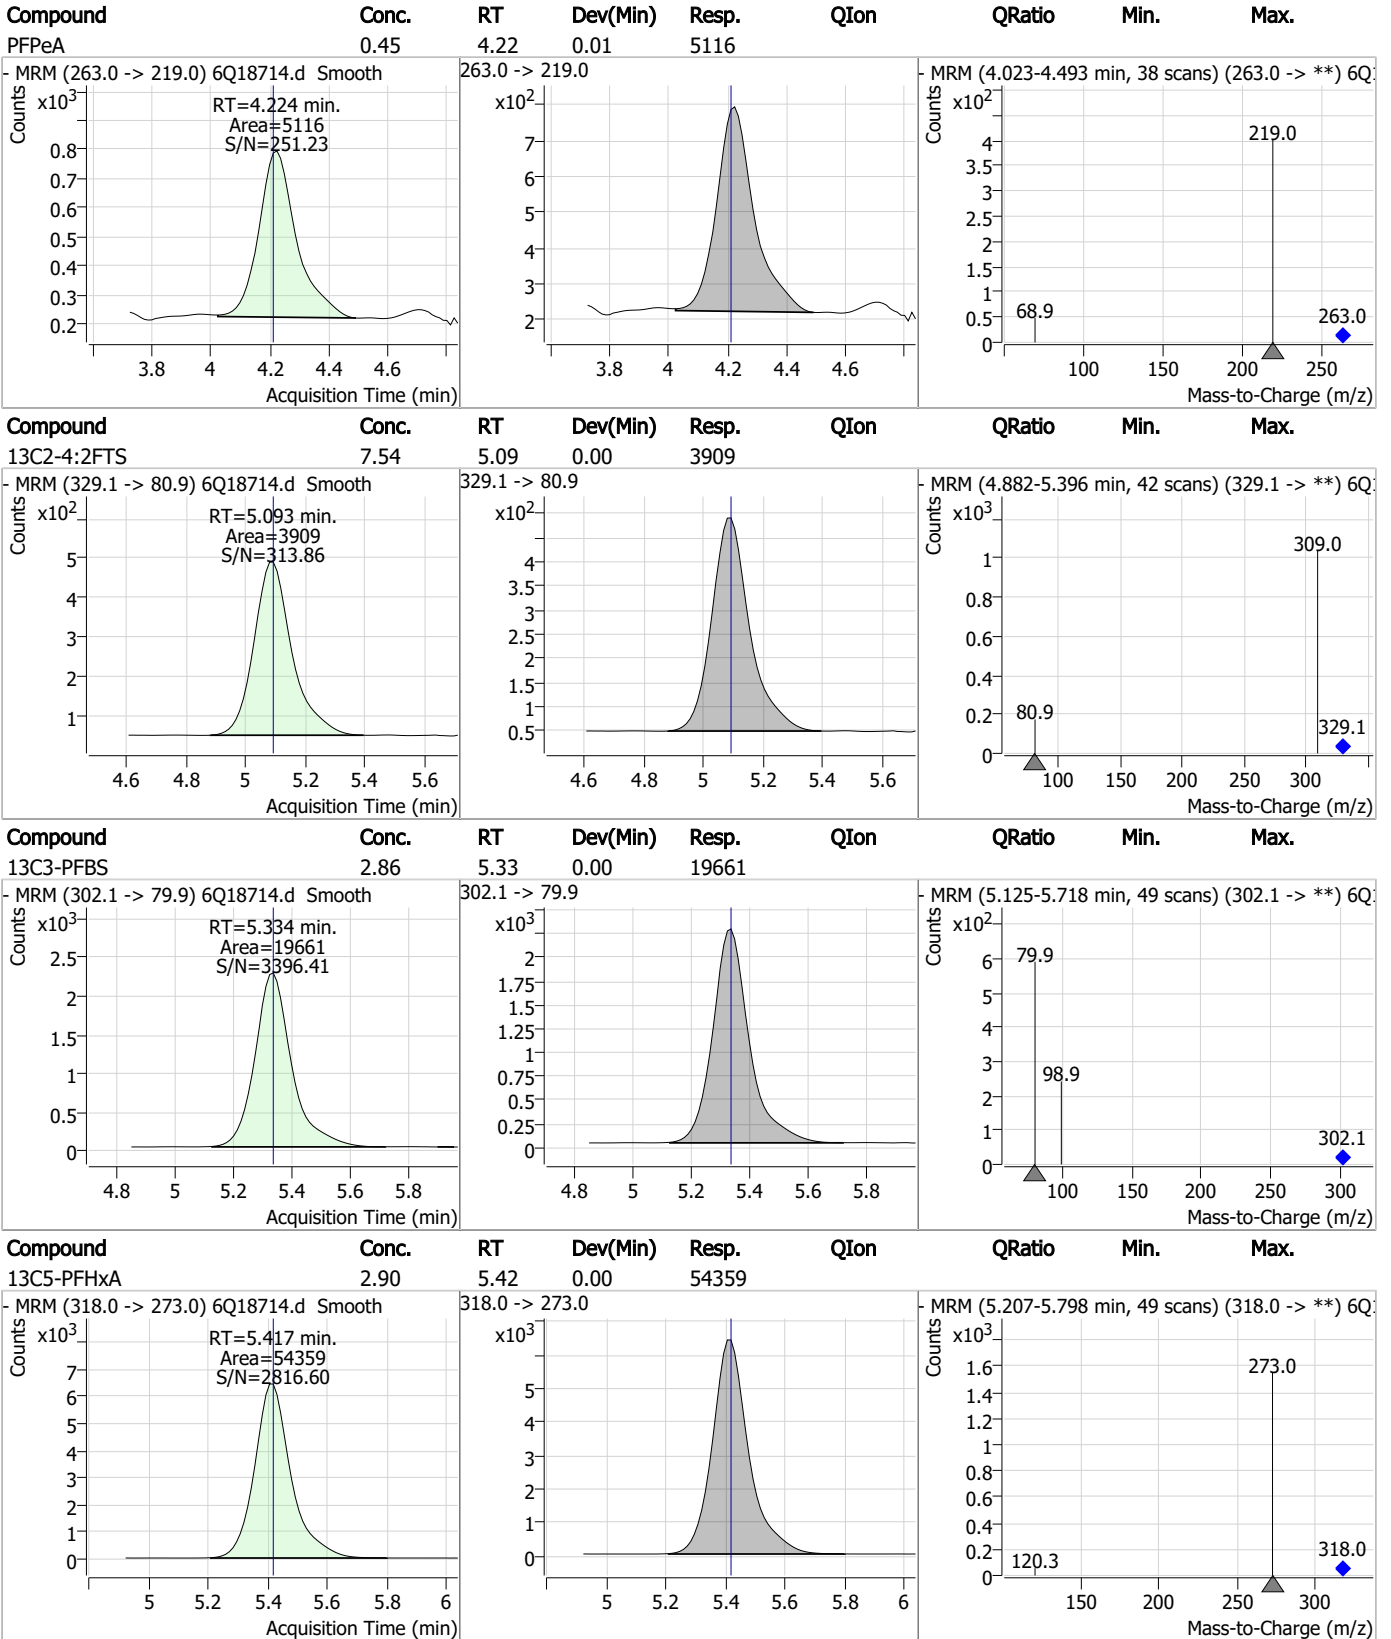 Compound Conc. RT Dev(Min) Resp. QIon QRatio Min. Max.
PFPeA 0.45 4.22 0.01 5116
- MRM (263.0 -> 219.0) 6Q18714.d Smooth
263.0 -> 219.0
- MRM (4.023-4.493 min, 38 scans) (263.0 -> **) 6Q1
Counts
x10^3
RT=4.224 min.
Area=5116
S/N=251.23
0.8
0.7
0.6
0.5
0.4
0.3
0.2
3.8 4 4.2 4.4 4.6
Acquisition Time (min)
x10^2
7
6
5
4
3
2
3.8 4 4.2 4.4 4.6
Counts
x10^2
4
3.5
3
2.5
2
1.5
1
0.5
0
219.0
68.9
263.0
100 150 200 250
Mass-to-Charge (m/z)
Compound Conc. RT Dev(Min) Resp. QIon QRatio Min. Max.
13C2-4:2FTS 7.54 5.09 0.00 3909
- MRM (329.1 -> 80.9) 6Q18714.d Smooth
329.1 -> 80.9
- MRM (4.882-5.396 min, 42 scans) (329.1 -> **) 6Q1
Counts
x10^2
RT=5.093 min.
Area=3909
S/N=313.86
5
4
3
2
1
4.6 4.8 5 5.2 5.4 5.6
Acquisition Time (min)
x10^2
4
3.5
3
2.5
2
1.5
1
0.5
4.6 4.8 5 5.2 5.4 5.6
Counts
x10^3
1
0.8
0.6
0.4
0.2
0
309.0
80.9
329.1
100 150 200 250 300
Mass-to-Charge (m/z)
Compound Conc. RT Dev(Min) Resp. QIon QRatio Min. Max.
13C3-PFBS 2.86 5.33 0.00 19661
- MRM (302.1 -> 79.9) 6Q18714.d Smooth
302.1 -> 79.9
- MRM (5.125-5.718 min, 49 scans) (302.1 -> **) 6Q1
Counts
x10^3
RT=5.334 min.
Area=19661
S/N=3396.41
2.5
2
1.5
1
0.5
0
4.8 5 5.2 5.4 5.6 5.8
Acquisition Time (min)
x10^3
2
1.75
1.5
1.25
1
0.75
0.5
0.25
0
4.8 5 5.2 5.4 5.6 5.8
Counts
x10^2
6
5
4
3
2
1
0
79.9
98.9
302.1
100 150 200 250 300
Mass-to-Charge (m/z)
Compound Conc. RT Dev(Min) Resp. QIon QRatio Min. Max.
13C5-PFHxA 2.90 5.42 0.00 54359
- MRM (318.0 -> 273.0) 6Q18714.d Smooth
318.0 -> 273.0
- MRM (5.207-5.798 min, 49 scans) (318.0 -> **) 6Q1
Counts
x10^3
RT=5.417 min.
Area=54359
S/N=2816.60
7
6
5
4
3
2
1
0
5 5.2 5.4 5.6 5.8 6
Acquisition Time (min)
x10^3
5
4
3
2
1
0
5 5.2 5.4 5.6 5.8 6
Counts
x10^3
1.6
1.4
1.2
1
0.8
0.6
0.4
0.2
0
273.0
120.3
318.0
150 200 250 300
Mass-to-Charge (m/z)